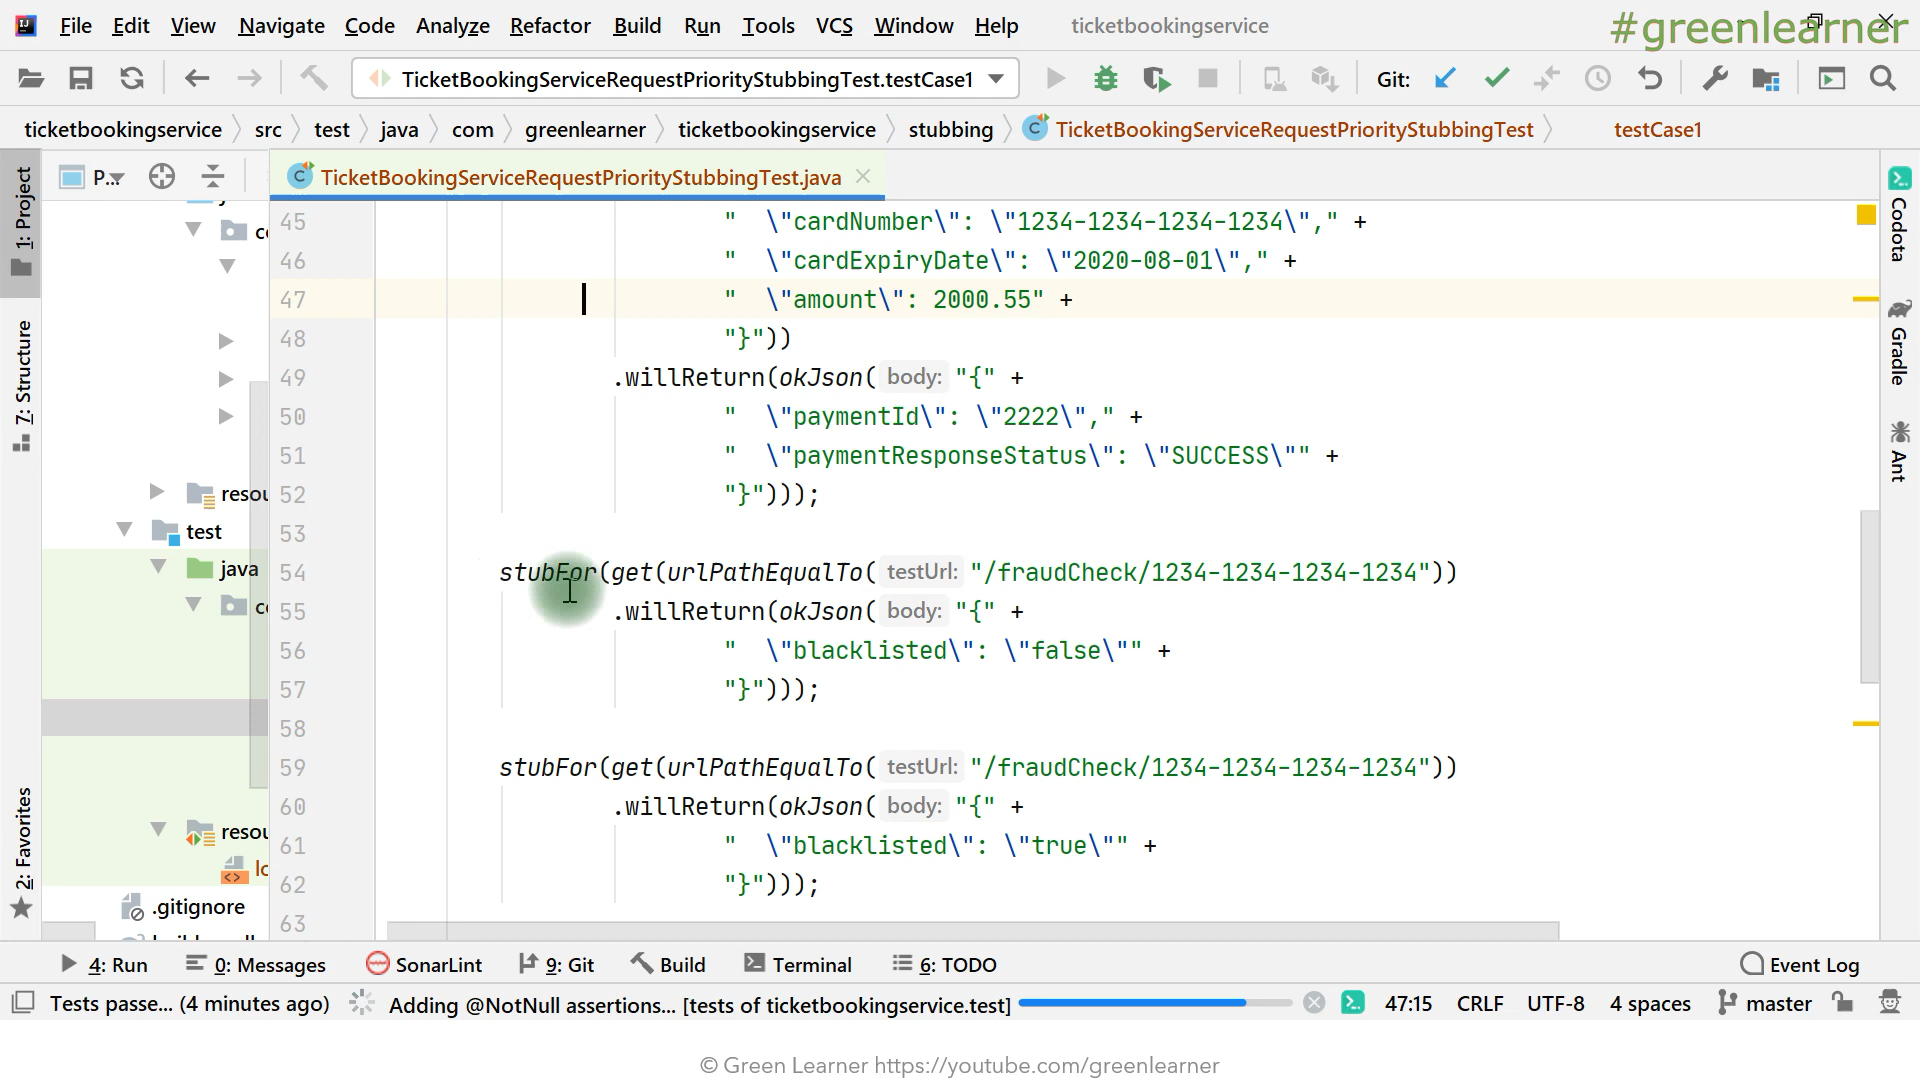 File Edit View Navigate Code Analyze Refactor Build Run Tools VCS Window Help ticketbookingservice
#greenlearner
TicketBookingServiceRequestPriorityStubbingTest.testCase1 Git:
ticketbookingservice src test java com greenlearner ticketbookingservice stubbing TicketBookingServiceRequestPriorityStubbingTest testCase1
P... TicketBookingServiceRequestPriorityStubbingTest.java
1: Project
7: Structure
2: Favorites
test
java
resou
.gitignore
45 " \"cardNumber\": \"1234-1234-1234-1234\"," +
46 " \"cardExpiryDate\": \"2020-08-01\"," +
47 " \"amount\": 2000.55" +
48 "}"))
49 .willReturn(okJson( body: "{" +
50 " \"paymentId\": \"2222\"," +
51 " \"paymentResponseStatus\": \"SUCCESS\"" +
52 "}")));
53
54 stubFor(get(urlPathEqualTo( testUrl: "/fraudCheck/1234-1234-1234-1234"))
55 .willReturn(okJson( body: "{" +
56 " \"blacklisted\": \"false\"" +
57 "}")));
58
59 stubFor(get(urlPathEqualTo( testUrl: "/fraudCheck/1234-1234-1234-1234"))
60 .willReturn(okJson( body: "{" +
61 " \"blacklisted\": \"true\"" +
62 "}")));
63
Codota
Gradle
Ant
4: Run 0: Messages SonarLint 9: Git Build Terminal 6: TODO Event Log
Tests passe... (4 minutes ago) Adding @NotNull assertions... [tests of ticketbookingservice.test] 47:15 CRLF UTF-8 4 spaces master
© Green Learner https://youtube.com/greenlearner